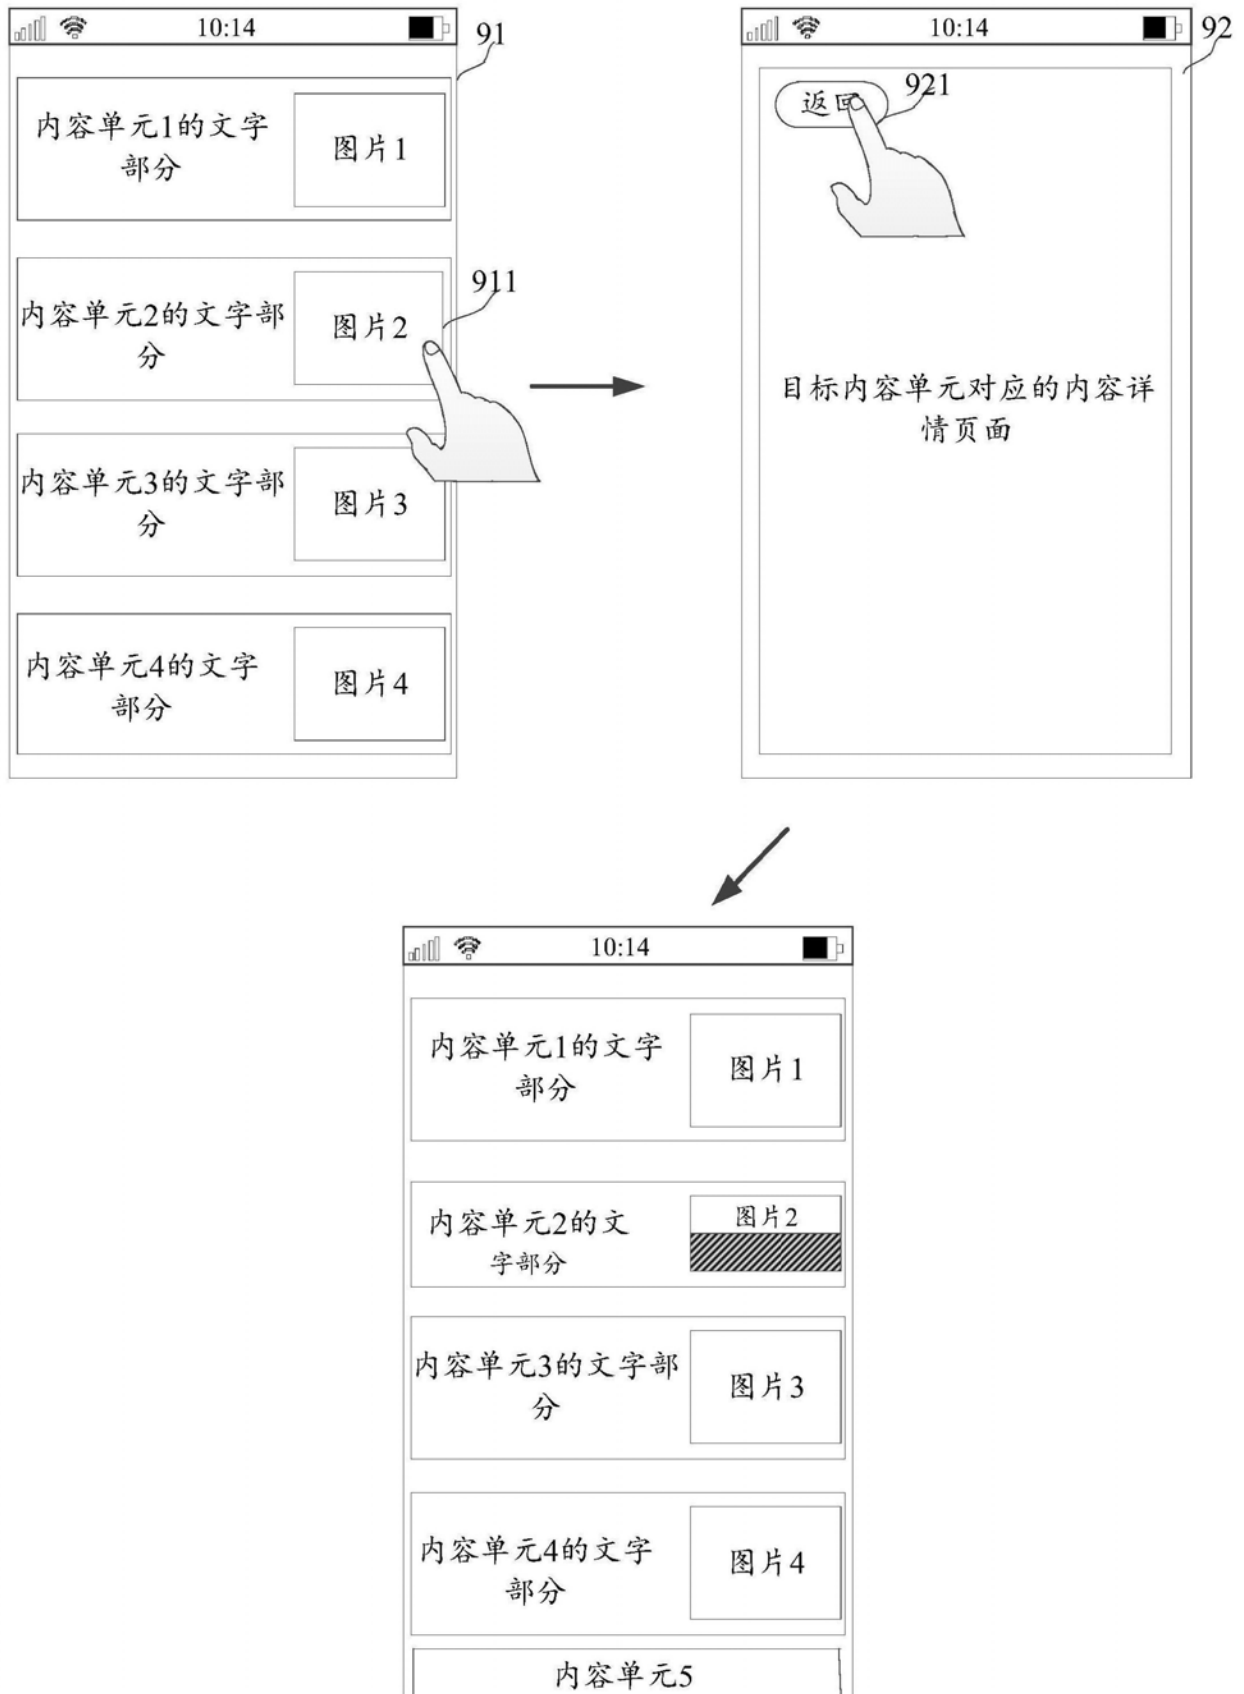 10:14
91
内容单元1的文字
部分
图片1
内容单元2的文字部
分
图片2
911
内容单元3的文字部
分
图片3
内容单元4的文字
部分
图片4
10:14
92
返回
921
目标内容单元对应的内容详
情页面
10:14
内容单元1的文字
部分
图片1
内容单元2的文
字部分
图片2
内容单元3的文字部
分
图片3
内容单元4的文字
部分
图片4
内容单元5